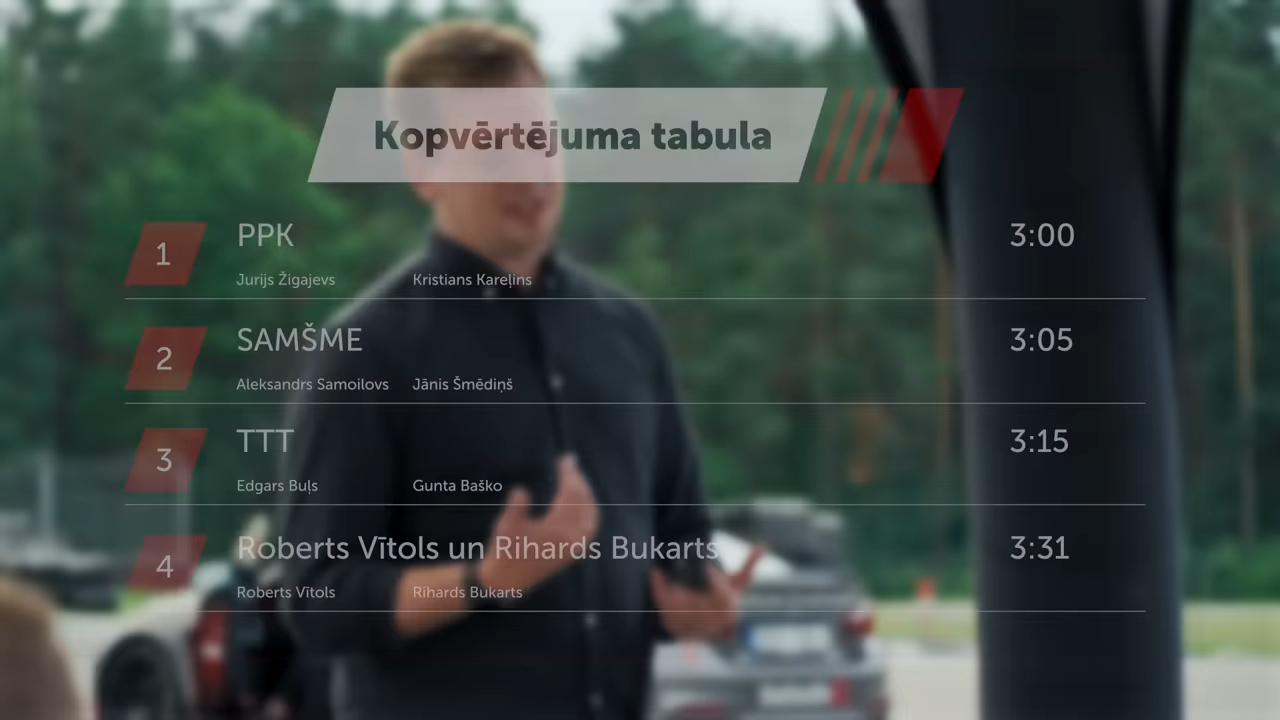 Kopvērtējuma tabula
1 PPK 3:00
Jurijs Žigajevs Kristians Kareļins
2 SAMŠME 3:05
Aleksandrs Samoilovs Jānis Šmēdiņš
3 TTT 3:15
Edgars Buļs Gunta Baško
4 Roberts Vītols un Rihards Bukarts 3:31
Roberts Vītols Rihards Bukarts